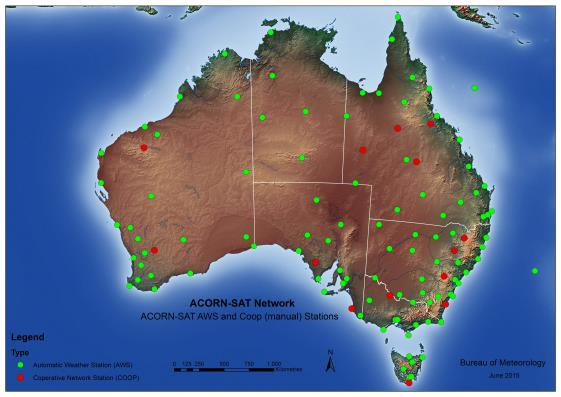 ACORN-SAT Network
ACORN-SAT AWS and Coop (manual) Stations
Legend
Type
Automatic Weather Station (AWS)
Coperative Network Station (COOP)
0 125 250 500 750 1,000
Kilometres
N
Bureau of Meteorology
June 2015